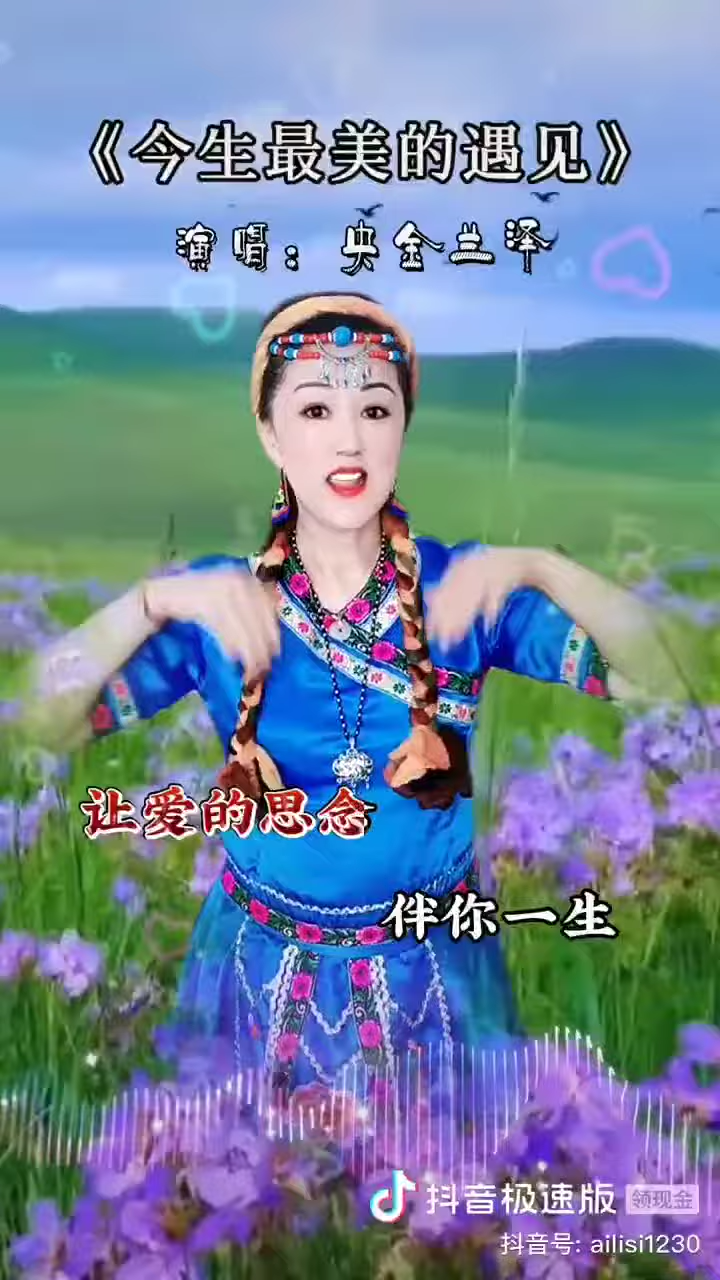 《今生最美的遇见》
演唱：央金兰泽
让爱的思念
伴你一生
抖音极速版 领现金
抖音号: ailisi1230